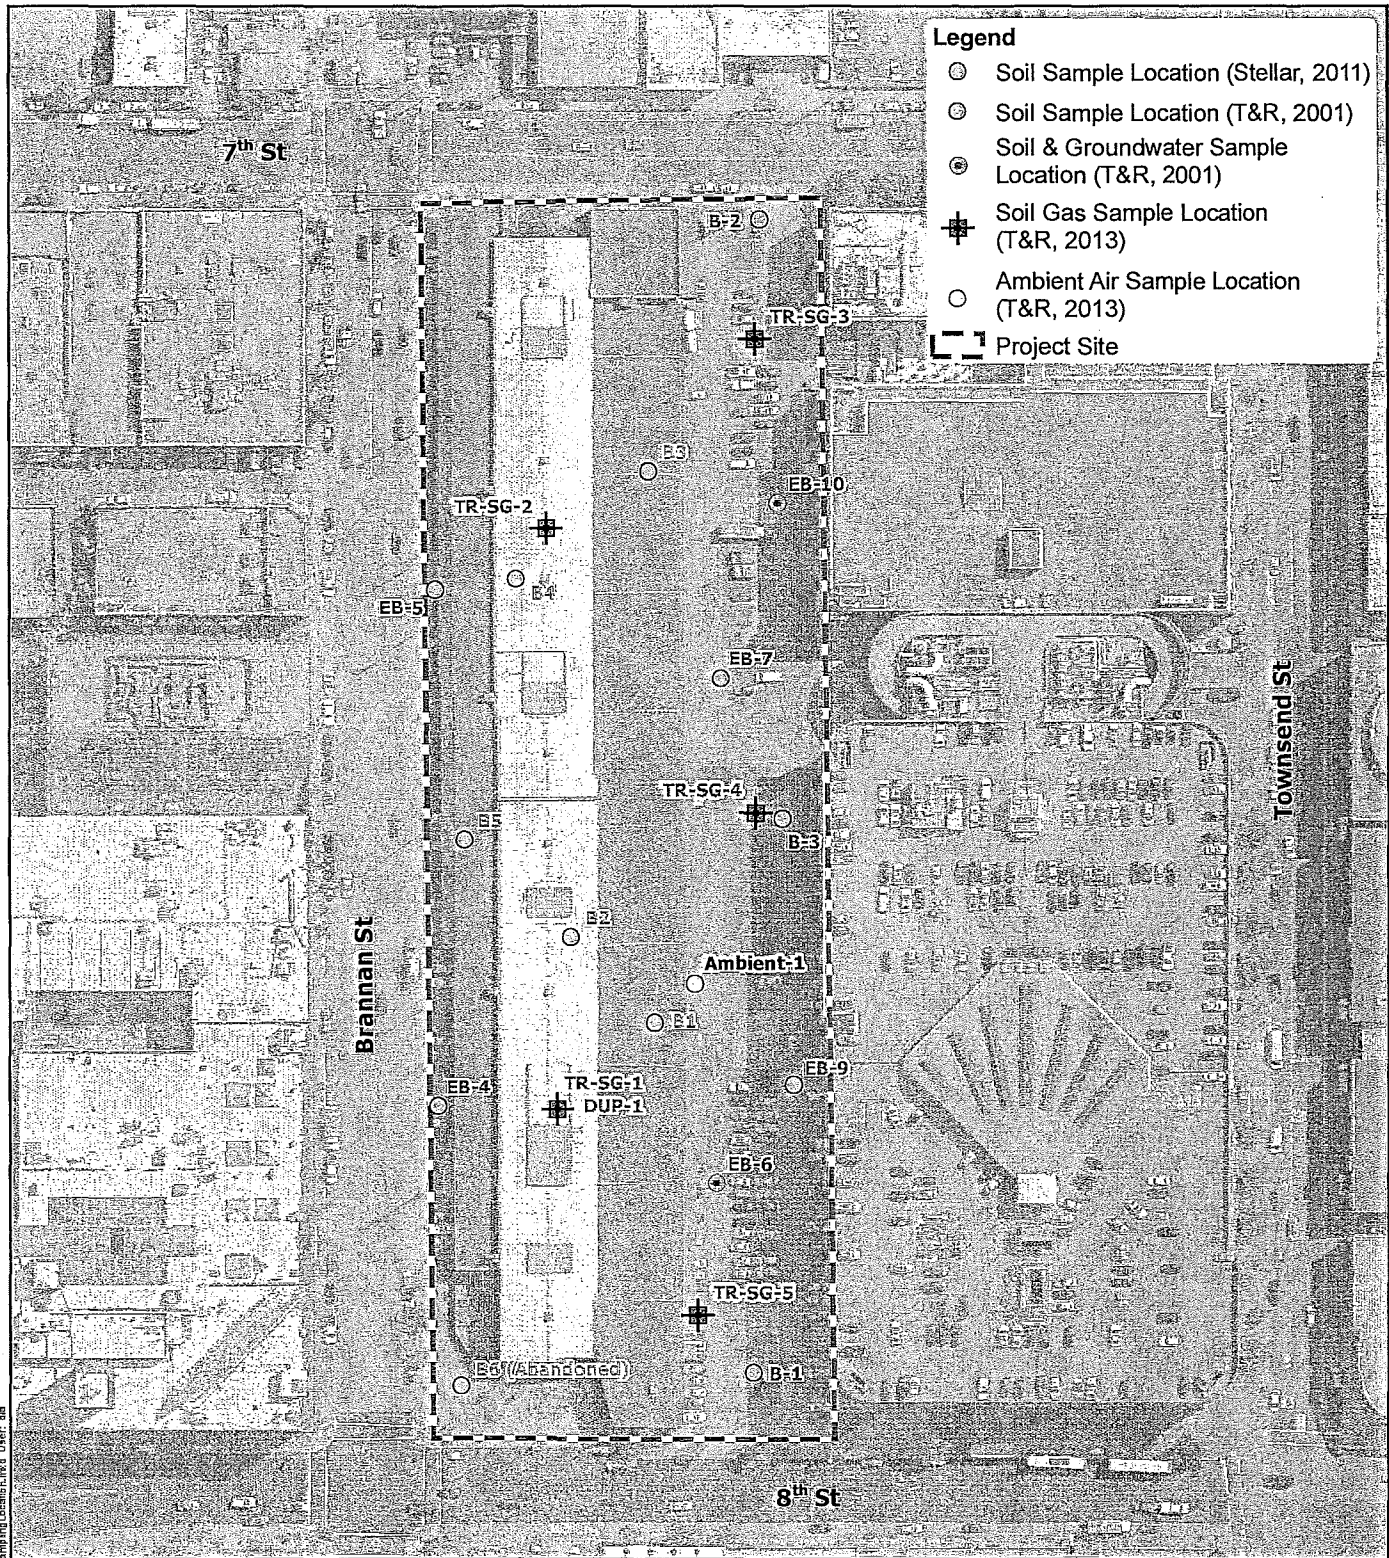 Legend
Soil Sample Location (Stellar, 2011)
Soil Sample Location (T&R, 2001)
Soil & Groundwater Sample
Location (T&R, 2001)
Soil Gas Sample Location
(T&R, 2013)
Ambient Air Sample Location
(T&R, 2013)
Project Site
7th St
B-2
TR-SG-3
B3
EB-10
TR-SG-2
B4
EB-5
EB-7
Townsend St
TR-SG-4
B5
B-3
B2
Brannan St
Ambient-1
B1
EB-9
EB-4
TR-SG-1
DUP-1
EB-6
TR-SG-5
B6 (Abandoned)
B-1
8th St